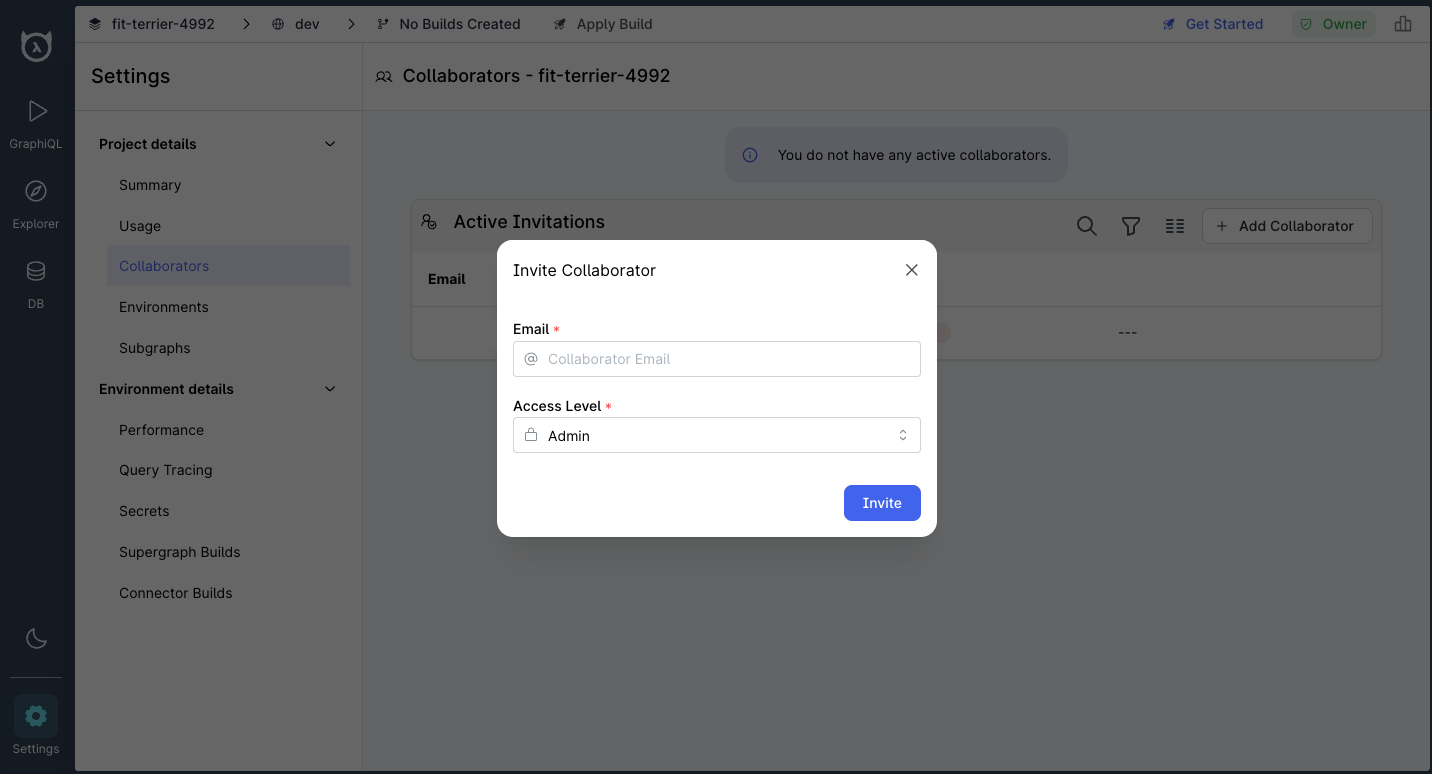 fit-terrier-4992 dev No Builds Created Apply Build Get Started Owner
Settings
Collaborators - fit-terrier-4992
GraphiQL
Explorer
DB
Settings
Project details
Summary
Usage
Collaborators
Environments
Subgraphs
Environment details
Performance
Query Tracing
Secrets
Supergraph Builds
Connector Builds
You do not have any active collaborators.
Active Invitations
+ Add Collaborator
Email
---
Invite Collaborator
Email *
@ Collaborator Email
Access Level *
Admin
Invite